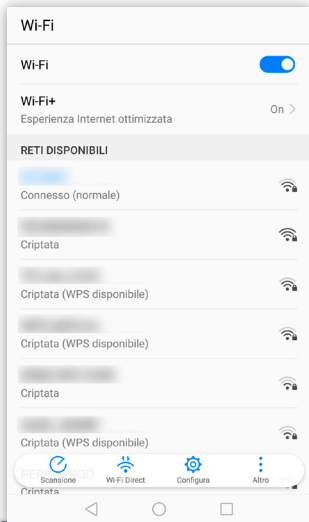 Wi-Fi
Wi-Fi
Wi-Fi+
Esperienza Internet ottimizzata
On
RETI DISPONIBILI
Connesso (normale)
Criptata
Criptata (WPS disponibile)
Criptata (WPS disponibile)
Criptata
Criptata (WPS disponibile)
Scansione
Wi-Fi Direct
Configura
Altro
Criptata